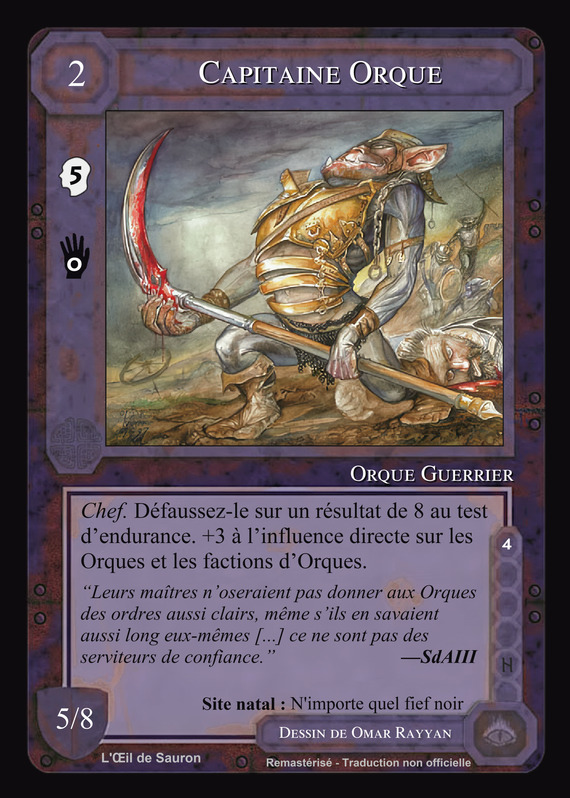 2
CAPITAINE ORQUE
5
0
ORQUE GUERRIER
Chef. Défaussez-le sur un résultat de 8 au test
d’endurance. +3 à l’influence directe sur les
Orques et les factions d’Orques.
4
“Leurs maîtres n’oseraient pas donner aux Orques
des ordres aussi clairs, même s’ils en savaient
aussi long eux-mêmes [...] ce ne sont pas des
serviteurs de confiance.” —SdAIII
Site natal : N'importe quel fief noir
5/8
DESSIN DE OMAR RAYYAN
L'Œil de Sauron
Remastérisé - Traduction non officielle